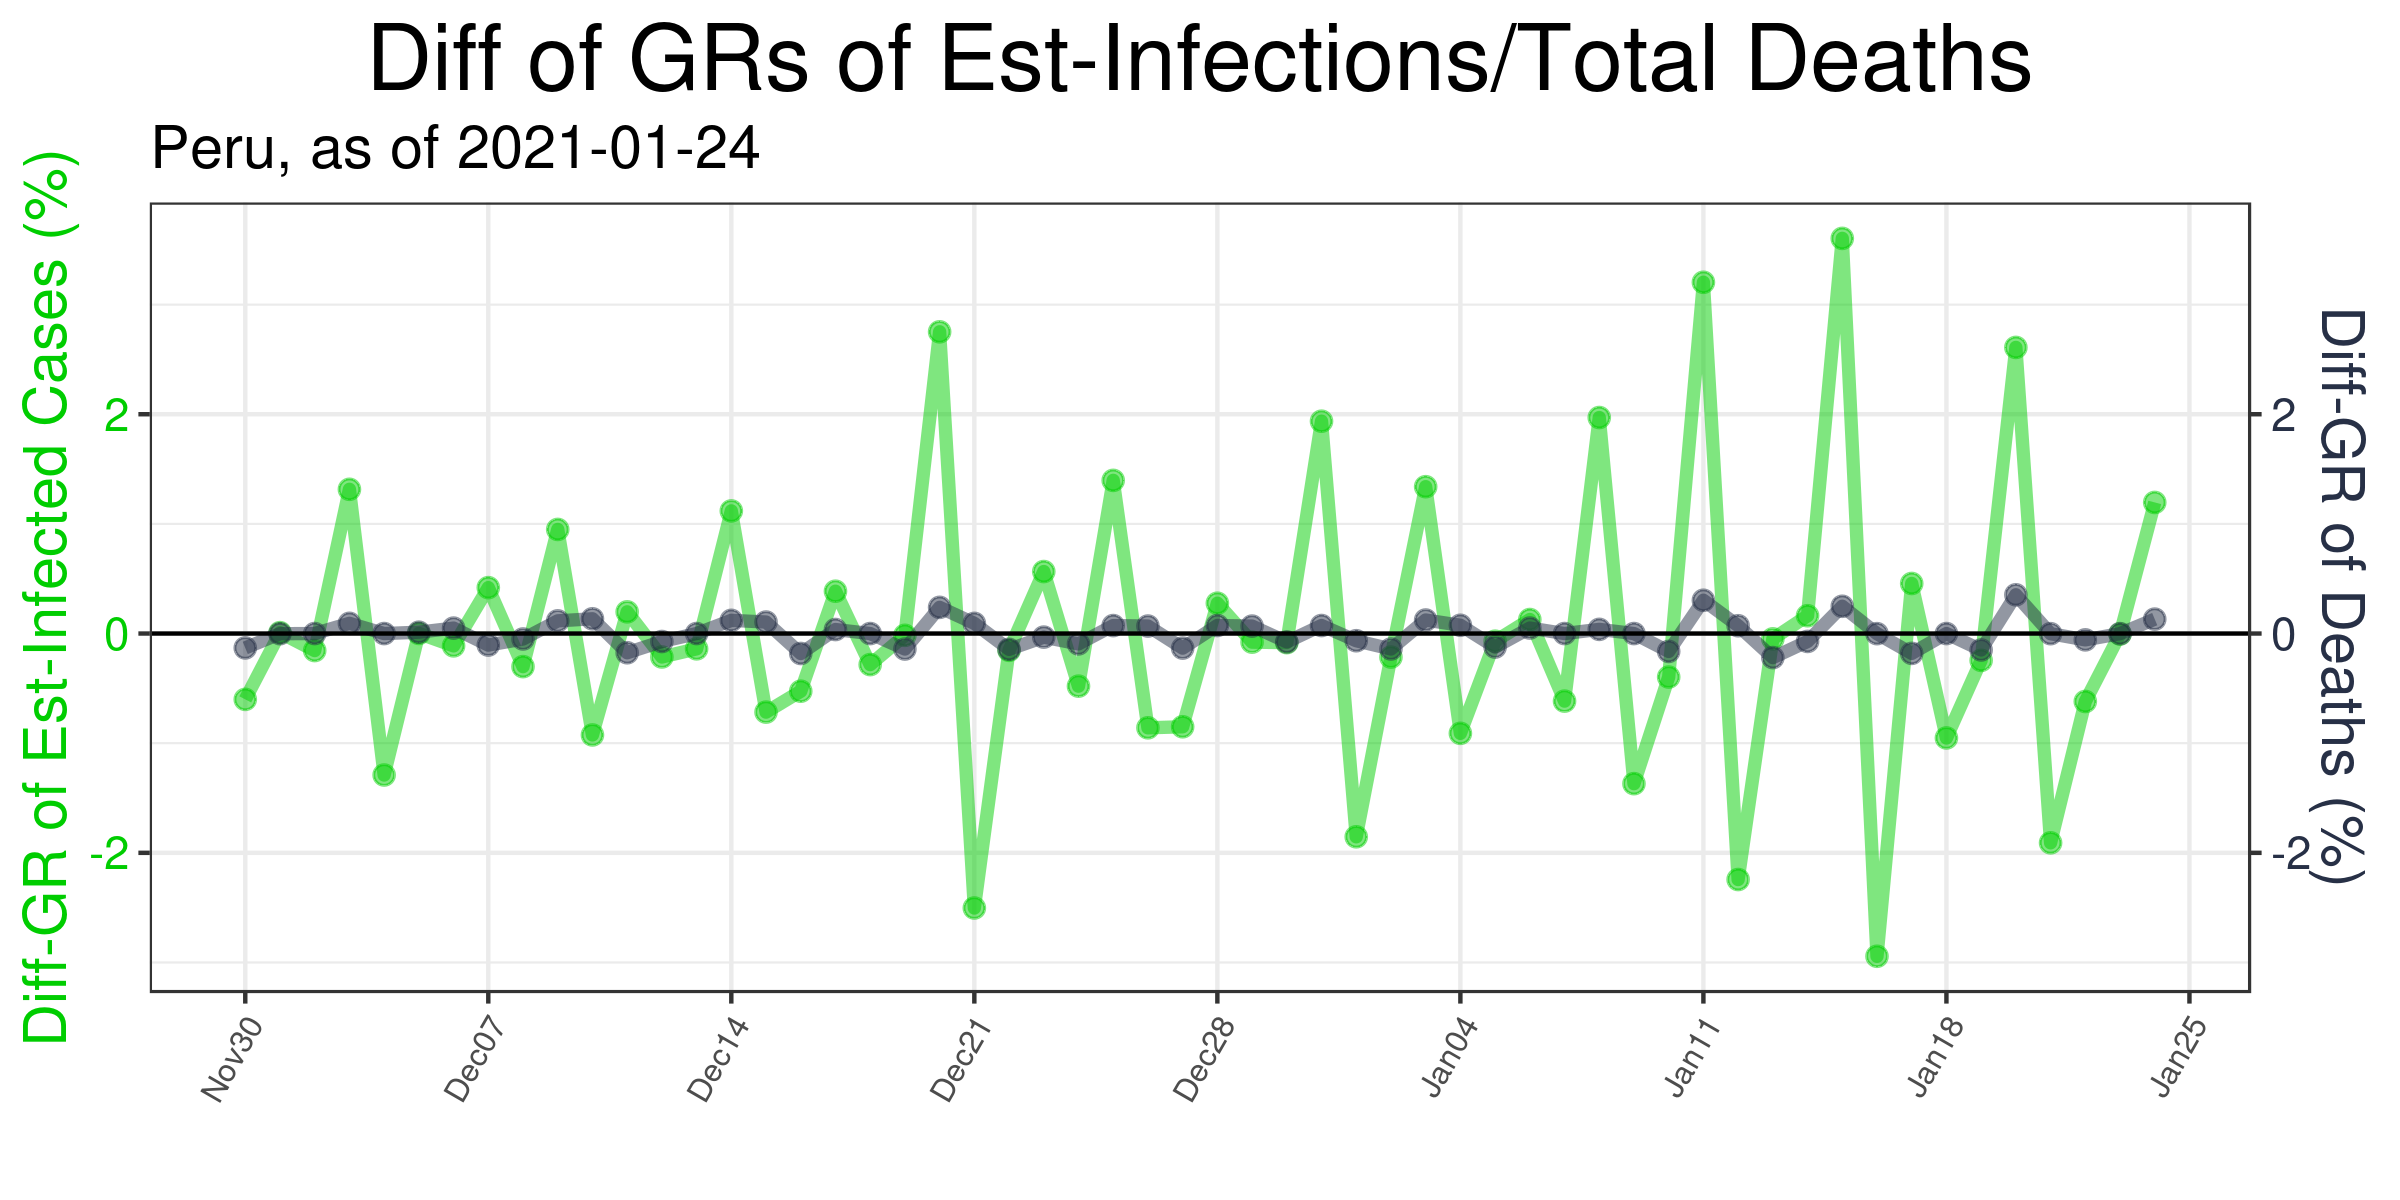 Diff of GRs of Est-Infections/Total Deaths
Peru, as of 2021-01-24
Diff-GR of Est-Infected Cases (%)
2
0
-2
2
0
-2
Diff-GR of Deaths (%)
Nov30
Dec07
Dec14
Dec21
Dec28
Jan04
Jan11
Jan18
Jan25